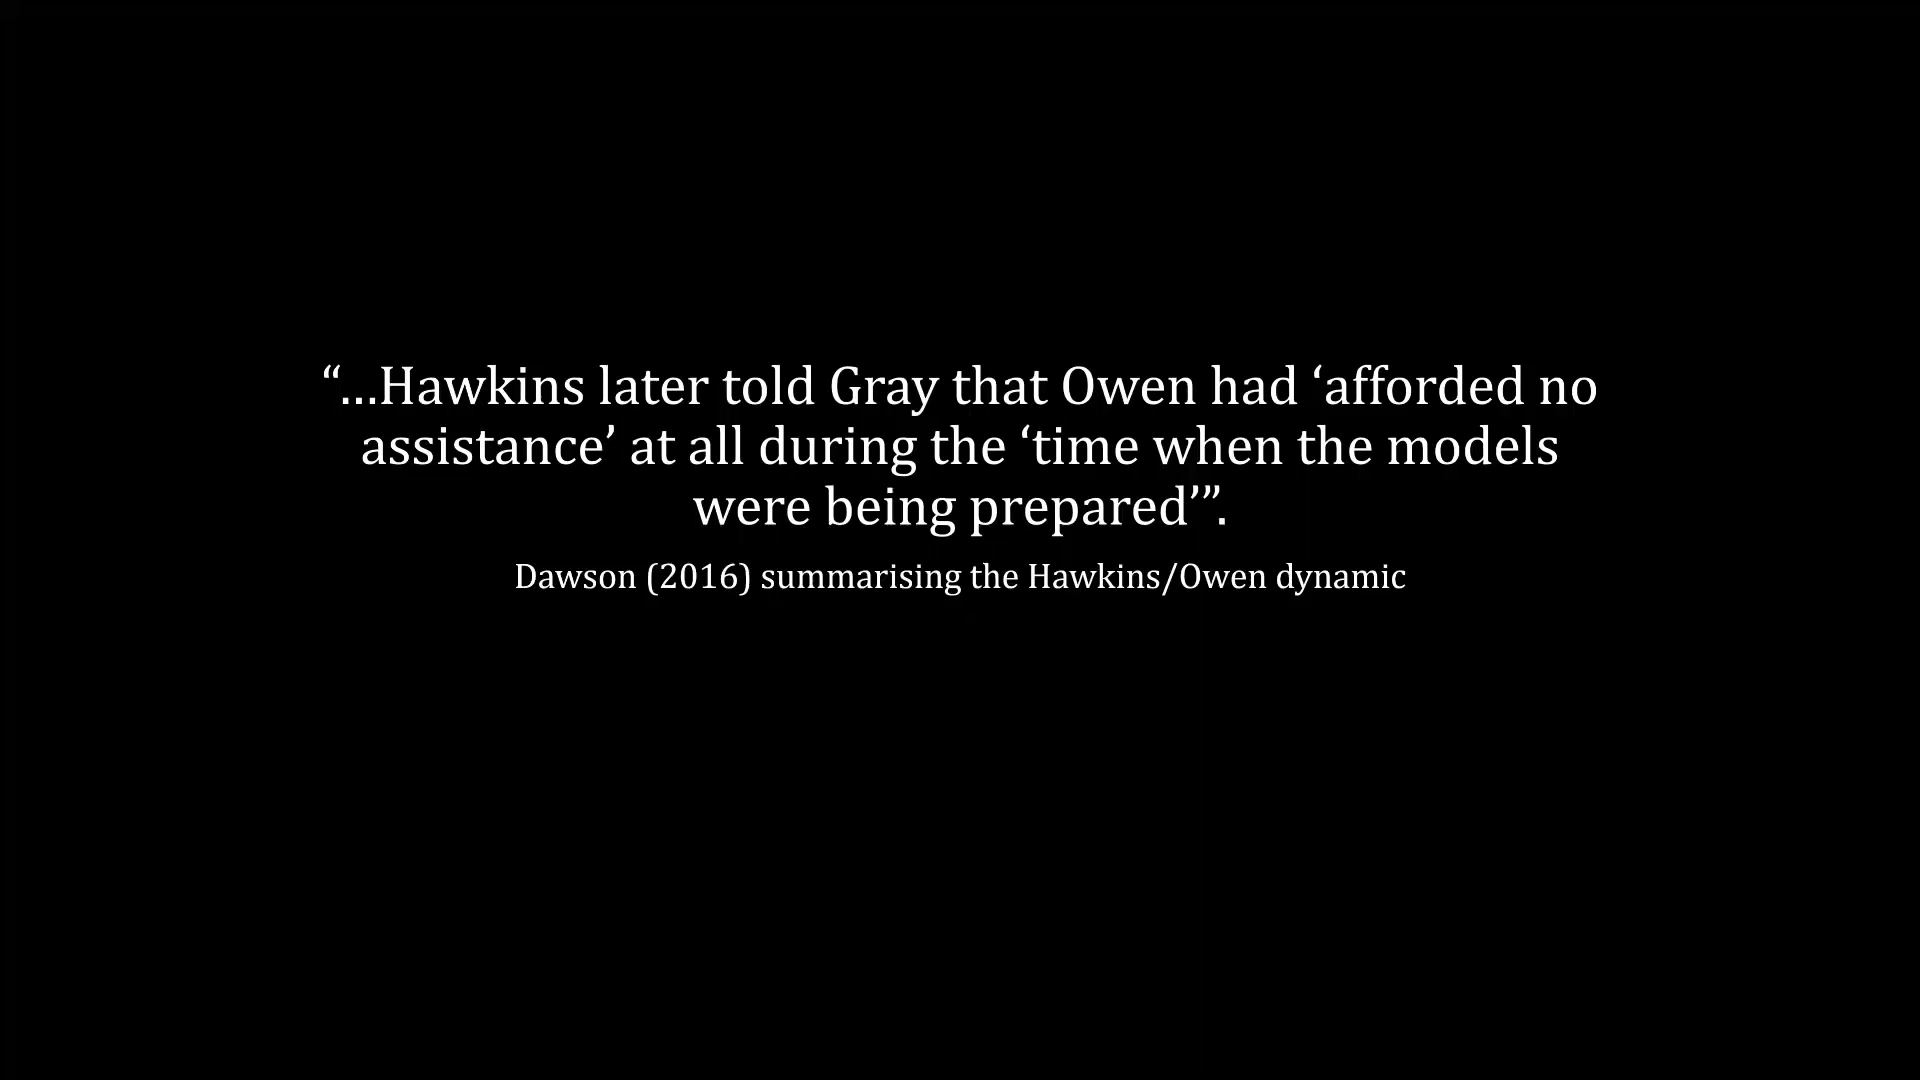 “…Hawkins later told Gray that Owen had ‘afforded no
assistance’ at all during the ‘time when the models
were being prepared’”.
Dawson (2016) summarising the Hawkins/Owen dynamic